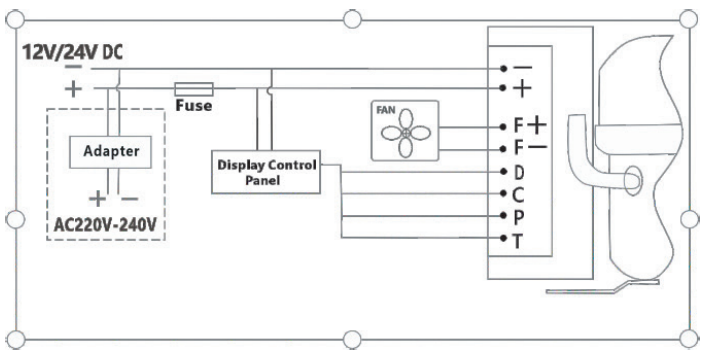 12V/24V DC
−
+
Fuse
Adapter
+ −
AC220V-240V
FAN
Display Control
Panel
−
+
F+
F−
D
C
P
T